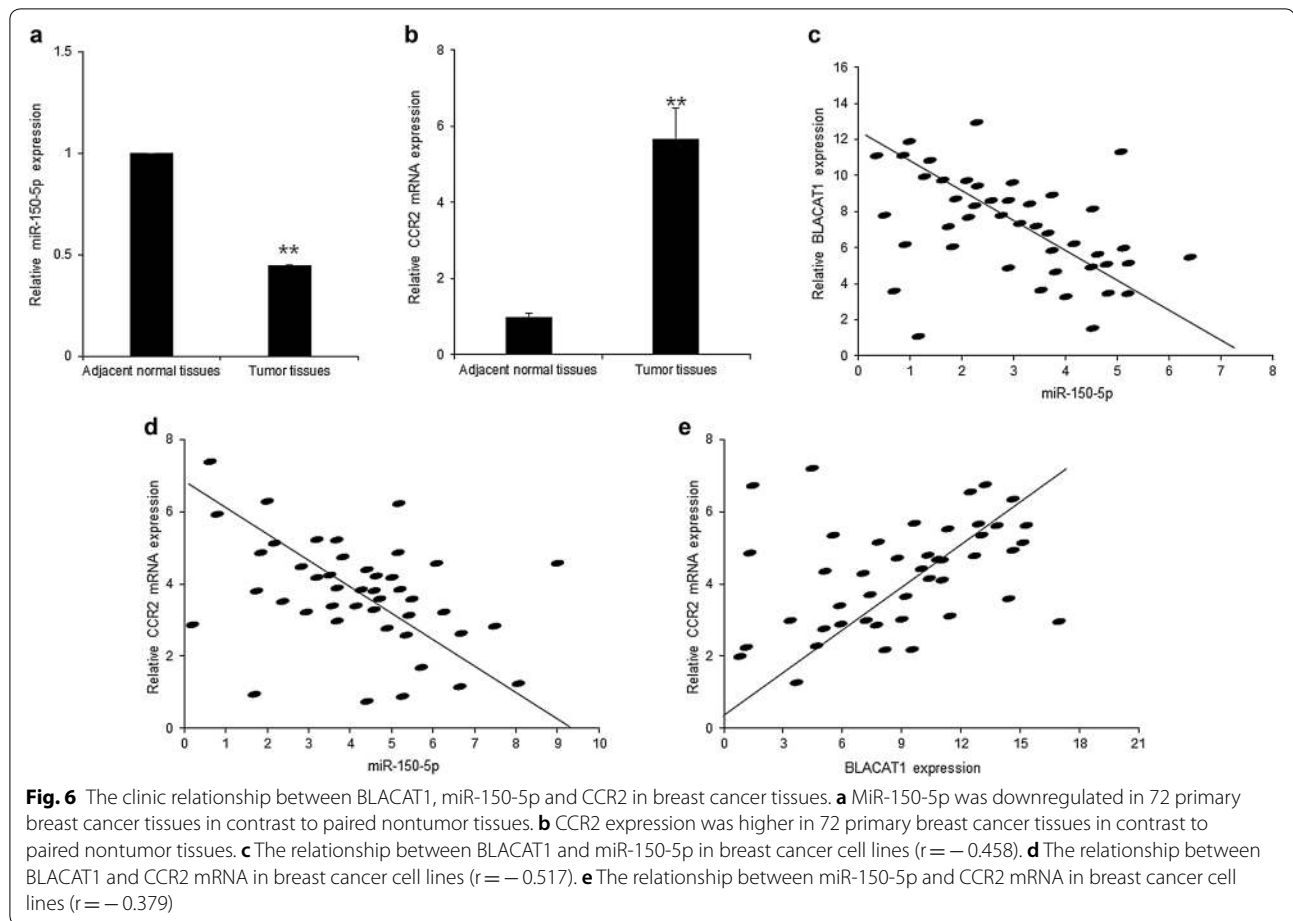 a
1.5
1
0.5
0
Relative miR-150-5p expression
**
Adjacent normal tissues
Tumor tissues
b
8
6
4
2
0
Relative CCR2 mRNA expression
**
Adjacent normal tissues
Tumor tissues
c
16
14
12
10
8
6
4
2
0
Relative BLACAT1 expression
0 1 2 3 4 5 6 7 8
miR-150-5p
d
8
6
4
2
0
Relative CCR2 mRNA expression
0 1 2 3 4 5 6 7 8 9 10
miR-150-5p
e
8
6
4
2
0
Relative CCR2 mRNA expression
0 3 6 9 12 15 18 21
BLACAT1 expression
Fig. 6 The clinic relationship between BLACAT1, miR-150-5p and CCR2 in breast cancer tissues. a MiR-150-5p was downregulated in 72 primary
breast cancer tissues in contrast to paired nontumor tissues. b CCR2 expression was higher in 72 primary breast cancer tissues in contrast to
paired nontumor tissues. c The relationship between BLACAT1 and miR-150-5p in breast cancer cell lines (r = − 0.458). d The relationship between
BLACAT1 and CCR2 mRNA in breast cancer cell lines (r = − 0.517). e The relationship between miR-150-5p and CCR2 mRNA in breast cancer cell
lines (r = − 0.379)